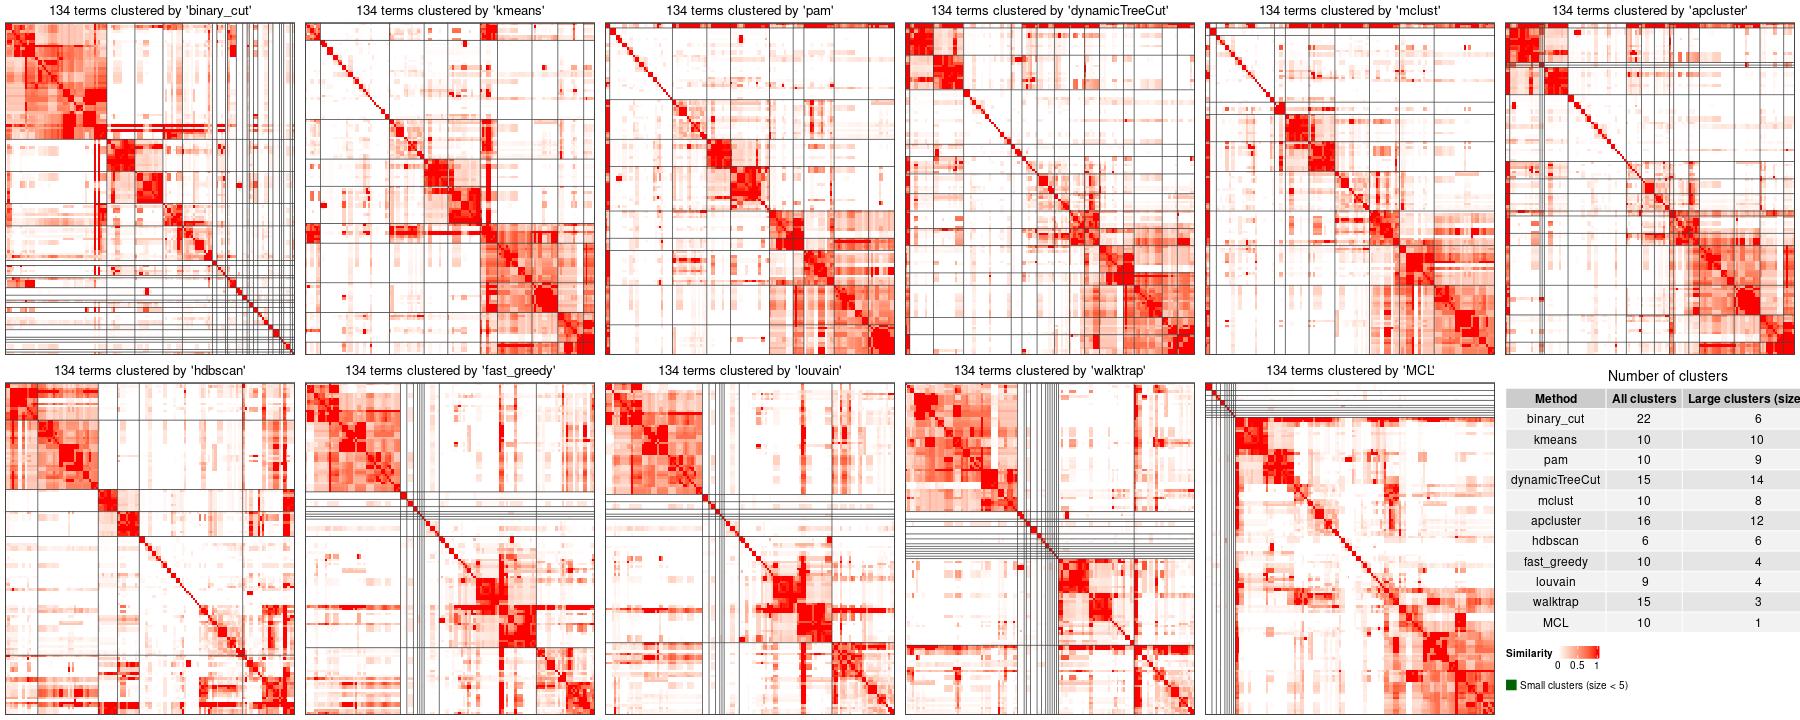 134 terms clustered by 'binary_cut'
134 terms clustered by 'kmeans'
134 terms clustered by 'pam'
134 terms clustered by 'dynamicTreeCut'
134 terms clustered by 'mclust'
134 terms clustered by 'apcluster'
134 terms clustered by 'hdbscan'
134 terms clustered by 'fast_greedy'
134 terms clustered by 'louvain'
134 terms clustered by 'walktrap'
134 terms clustered by 'MCL'
Number of clusters
Method All clusters Large clusters (size
binary_cut 22 6
kmeans 10 10
pam 10 9
dynamicTreeCut 15 14
mclust 10 8
apcluster 16 12
hdbscan 6 6
fast_greedy 10 4
louvain 9 4
walktrap 15 3
MCL 10 1
Similarity
0 0.5 1
Small clusters (size < 5)